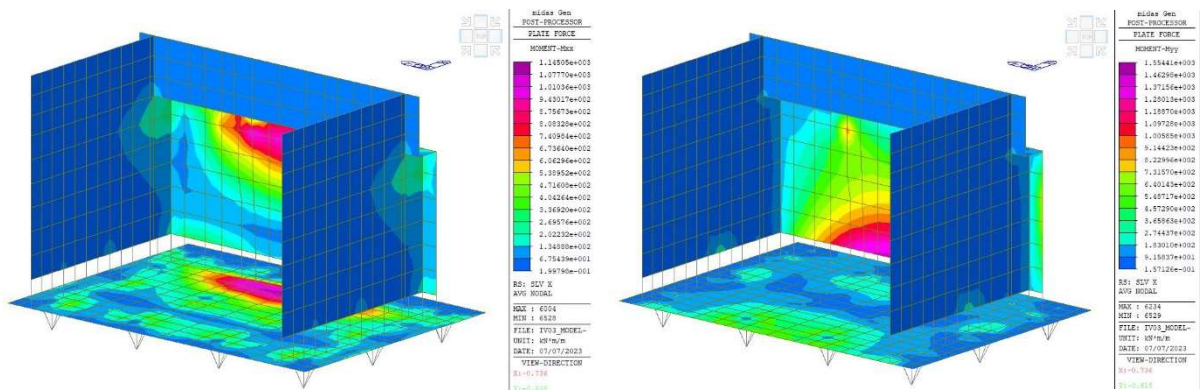 midas Gen
POST-PROCESSOR
PLATE FORCE
MOMENT-Mxx
1.14505e+003
1.07770e+003
1.01036e+003
9.43017e+002
8.75673e+002
8.08328e+002
7.40984e+002
6.73640e+002
6.06296e+002
5.38952e+002
4.71608e+002
4.04264e+002
3.36920e+002
2.69576e+002
2.02232e+002
1.34888e+002
6.75439e+001
1.99798e-001
RS: SLV X
AVG NODAL
MAX : 6004
MIN : 6528
FILE: IV03_MODEL~
UNIT: kN*m/m
DATE: 07/07/2023
VIEW-DIRECTION
X:-0.736
midas Gen
POST-PROCESSOR
PLATE FORCE
MOMENT-Myy
1.55441e+003
1.46298e+003
1.37156e+003
1.28013e+003
1.18870e+003
1.09728e+003
1.00585e+003
9.14423e+002
8.22996e+002
7.31570e+002
6.40143e+002
5.48717e+002
4.57290e+002
3.65863e+002
2.74437e+002
1.83010e+002
9.15837e+001
1.57126e-001
RS: SLV X
AVG NODAL
MAX : 6234
MIN : 6529
FILE: IV03_MODEL~
UNIT: kN*m/m
DATE: 07/07/2023
VIEW-DIRECTION
X:-0.736